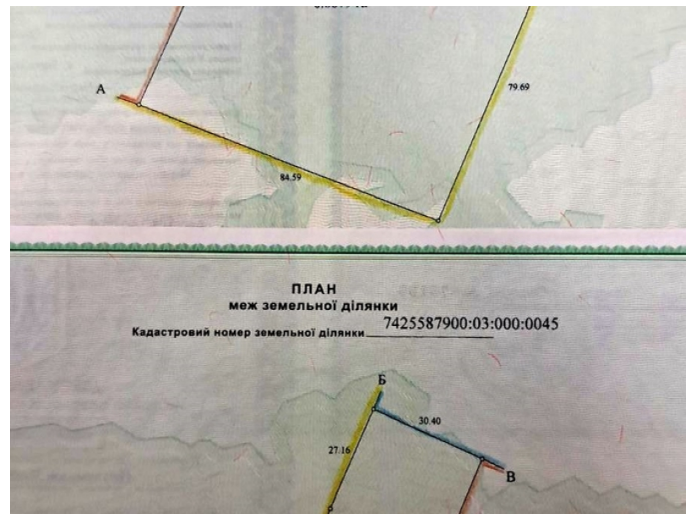 А
79.69
84.59
ПЛАН
меж земельної ділянки
Кадастровий номер земельної ділянки 7425587900:03:000:0045
Б
30.40
27.16
В